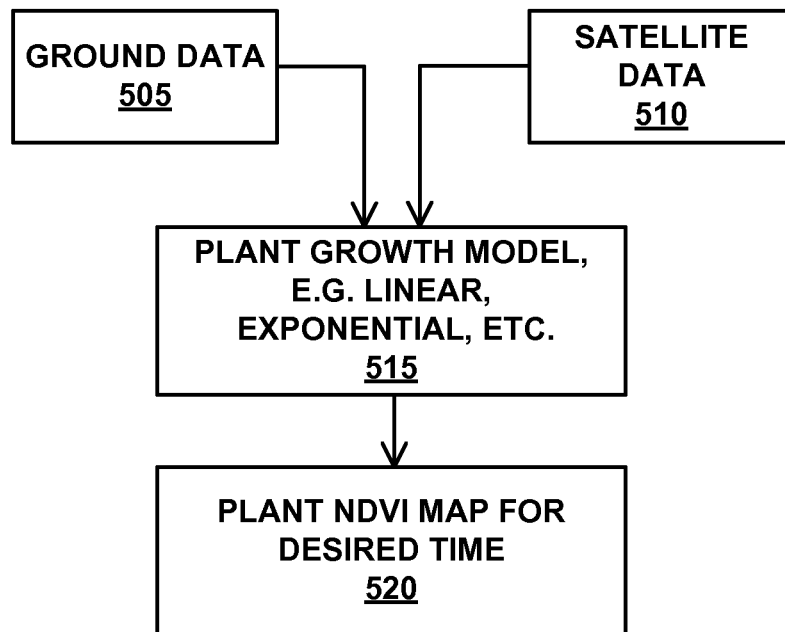 GROUND DATA
505
SATELLITE
DATA
510
PLANT GROWTH MODEL,
E.G. LINEAR,
EXPONENTIAL, ETC.
515
PLANT NDVI MAP FOR
DESIRED TIME
520